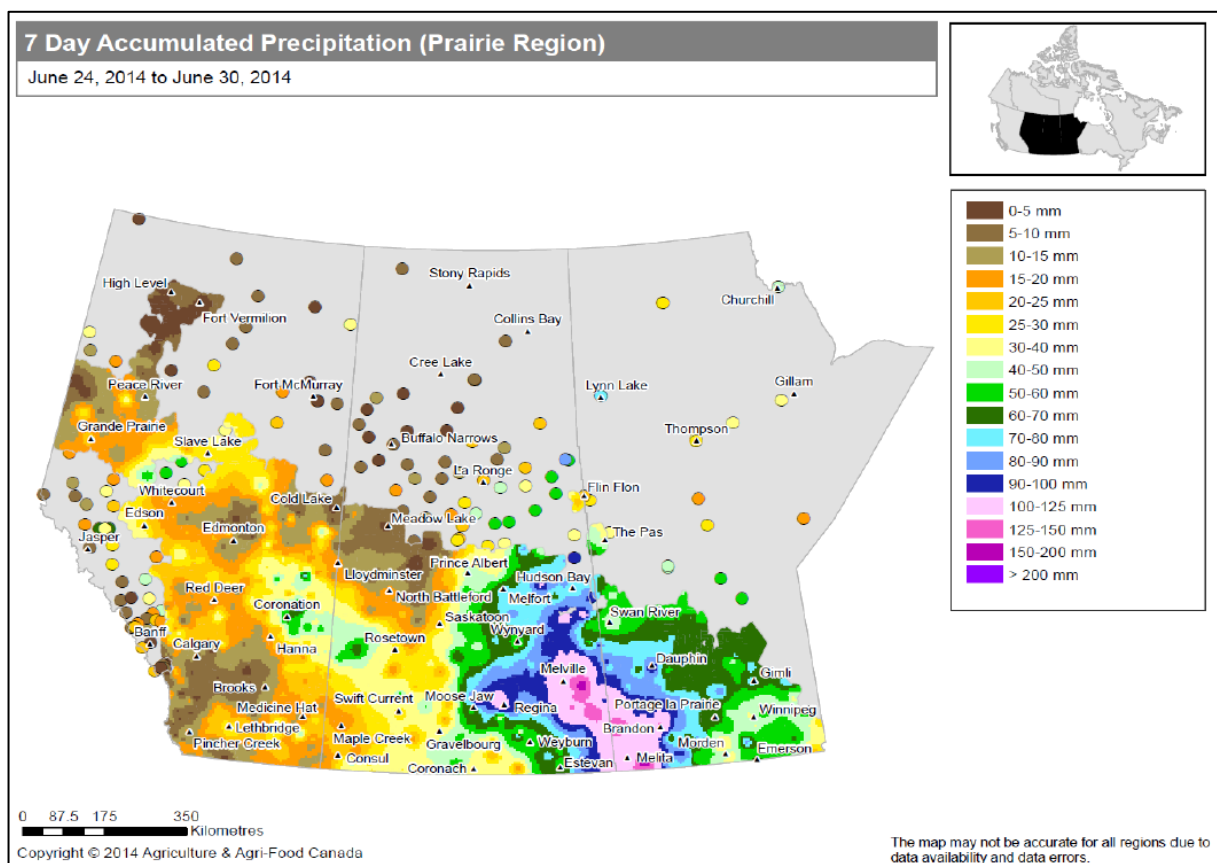 7 Day Accumulated Precipitation (Prairie Region)
June 24, 2014 to June 30, 2014
0-5 mm
5-10 mm
10-15 mm
15-20 mm
20-25 mm
25-30 mm
30-40 mm
40-50 mm
50-60 mm
60-70 mm
70-80 mm
80-90 mm
90-100 mm
100-125 mm
125-150 mm
150-200 mm
> 200 mm
High Level
Fort Vermilion
Stony Rapids
Churchill
Collins Bay
Cree Lake
Peace River
Fort McMurray
Lynn Lake
Gillam
Grande Prairie
Slave Lake
Buffalo Narrows
Thompson
La Ronge
Whitecourt
Cold Lake
Flin Flon
Edson
Edmonton
Meadow Lake
Jasper
The Pas
Lloydminster
Prince Albert
Hudson Bay
Red Deer
North Battleford
Melfort
Coronation
Saskatoon
Swan River
Banff
Calgary
Hanna
Rosetown
Wynyard
Dauphin
Melville
Gimli
Brooks
Swift Current
Moose Jaw
Regina
Portage la Prairie
Winnipeg
Medicine Hat
Lethbridge
Maple Creek
Gravelbourg
Weyburn
Brandon
Morden
Emerson
Pincher Creek
Consul
Coronach
Estevan
Melita
0 87.5 175 350
Kilometres
Copyright © 2014 Agriculture & Agri-Food Canada
The map may not be accurate for all regions due to
data availability and data errors.